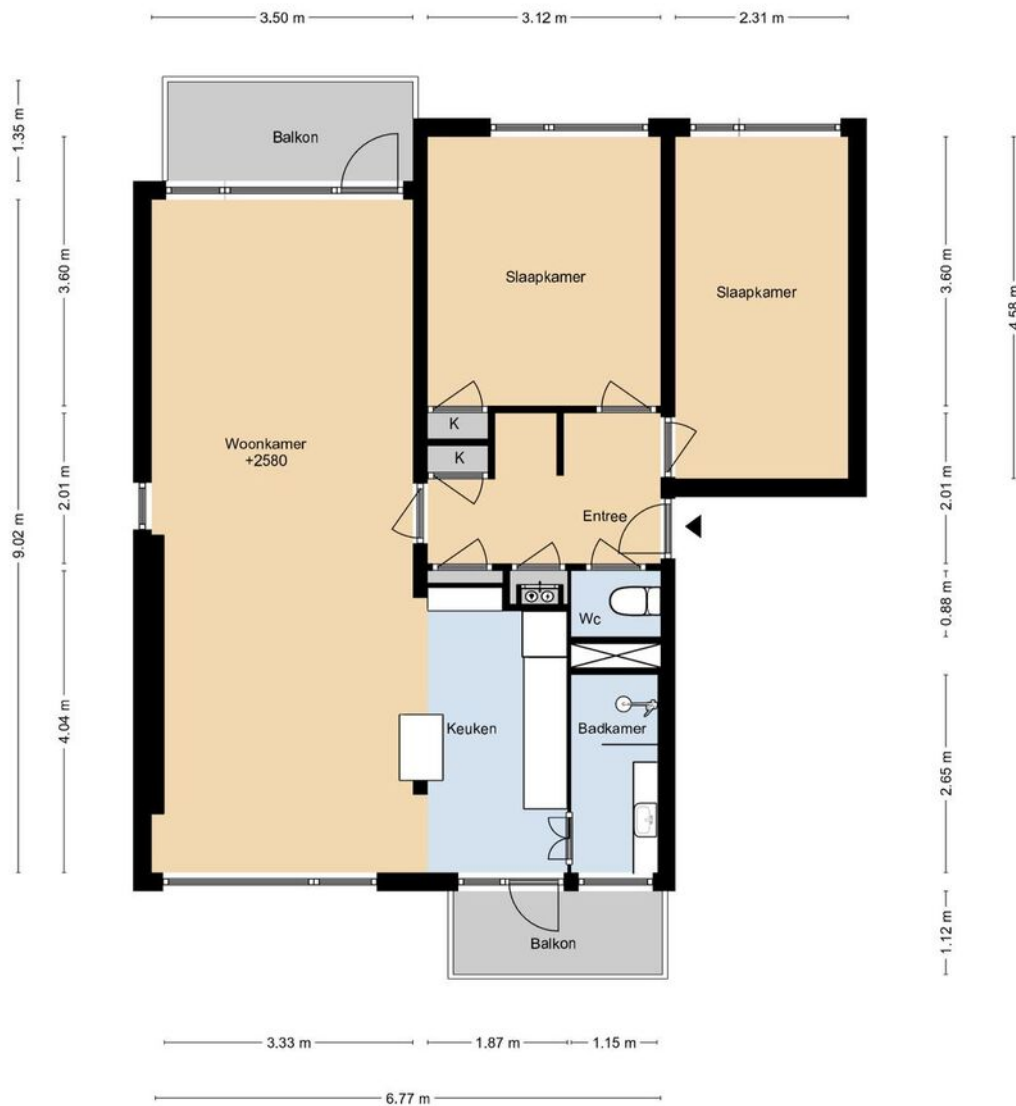 3.50 m
3.12 m
2.31 m
1.35 m
Balkon
3.60 m
Slaapkamer
Slaapkamer
3.60 m
4.58 m
K
Woonkamer
+2580
K
2.01 m
Entree
2.01 m
9.02 m
Wc
0.88 m
4.04 m
Keuken
Badkamer
2.65 m
Balkon
1.12 m
3.33 m
1.87 m
1.15 m
6.77 m